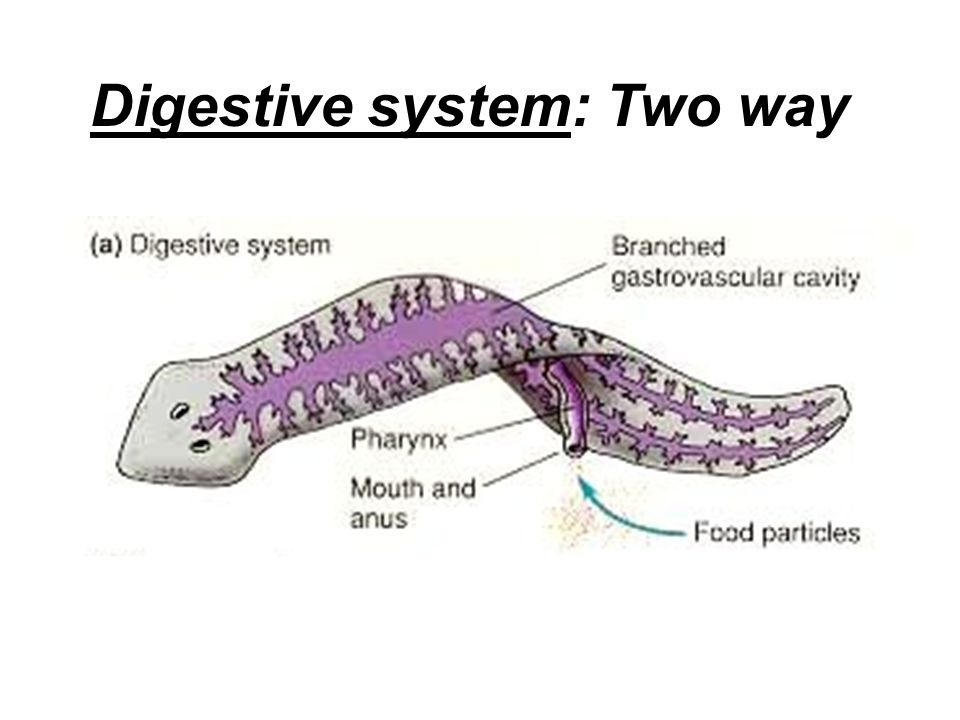 Digestive system: Two way
(a) Digestive system
Branched
gastrovascular cavity
Pharynx
Mouth and
anus
Food particles